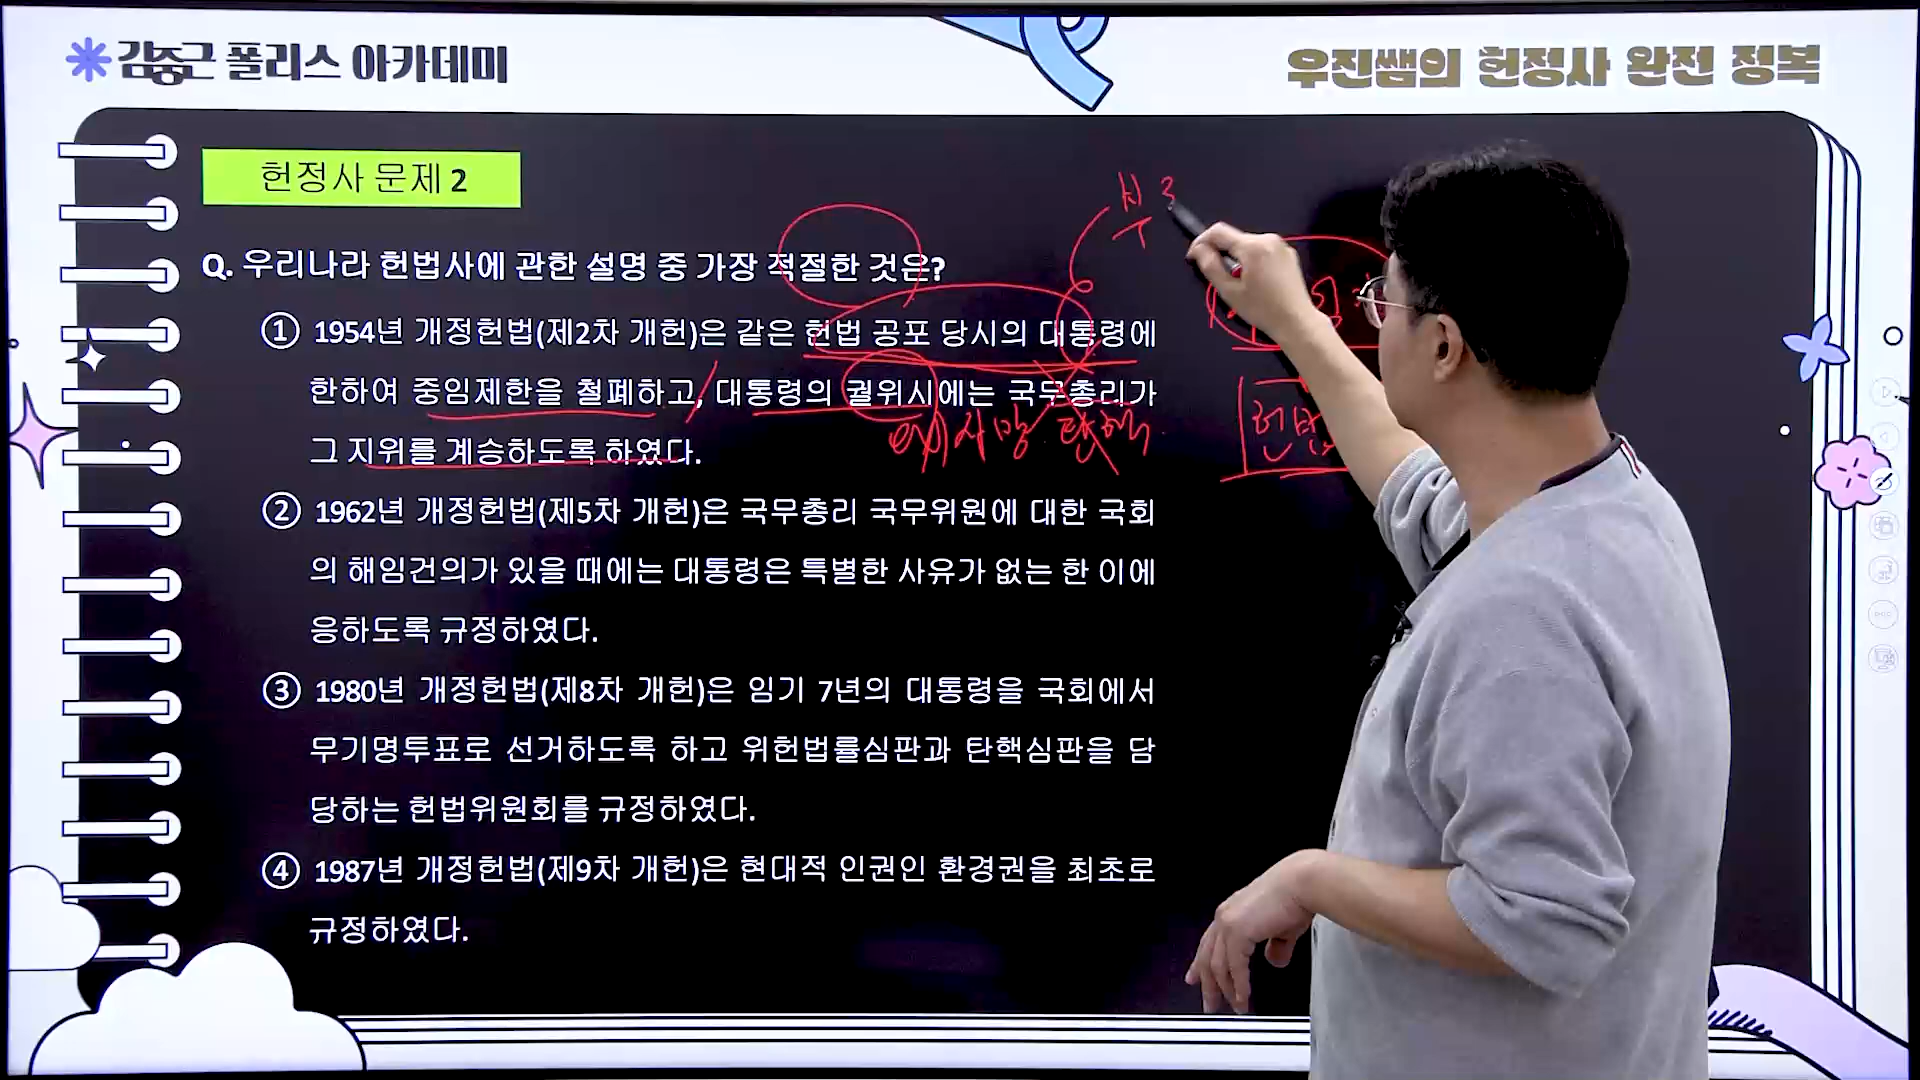 김중근 폴리스 아카데미
우진쌤의 헌정사 완전 정복
헌정사 문제 2
Q. 우리나라 헌법사에 관한 설명 중 가장 적절한 것은?
① 1954년 개정헌법(제2차 개헌)은 같은 헌법 공포 당시의 대통령에
한하여 중임제한을 철폐하고, 대통령의 궐위시에는 국무총리가
그 지위를 계승하도록 하였다.
② 1962년 개정헌법(제5차 개헌)은 국무총리 국무위원에 대한 국회
의 해임건의가 있을 때에는 대통령은 특별한 사유가 없는 한 이에
응하도록 규정하였다.
③ 1980년 개정헌법(제8차 개헌)은 임기 7년의 대통령을 국회에서
무기명투표로 선거하도록 하고 위헌법률심판과 탄핵심판을 담
당하는 헌법위원회를 규정하였다.
④ 1987년 개정헌법(제9차 개헌)은 현대적 인권인 환경권을 최초로
규정하였다.
부
사망 탄핵